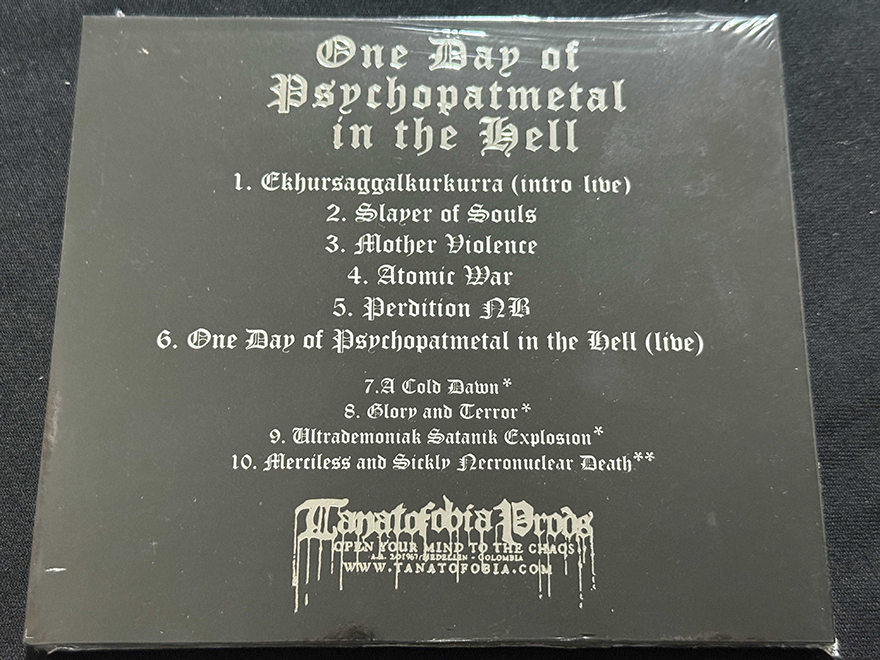 One Day of
Psychopatmetal
in the Hell
1. Ekhursaggalkurkurra (intro live)
2. Slayer of Souls
3. Mother Violence
4. Atomic War
5. Perdition NB
6. One Day of Psychopatmetal in the Hell (live)
7.A Cold Dawn*
8. Glory and Terror*
9. Ultrademoniak Satanik Explosion*
10. Merciless and Sickly Necronuclear Death**
Tanatofobia Prods
OPEN YOUR MIND TO THE CHAOS
A.A. 201967 MEDELLIN - COLOMBIA
WWW.TANATOFOBIA.COM